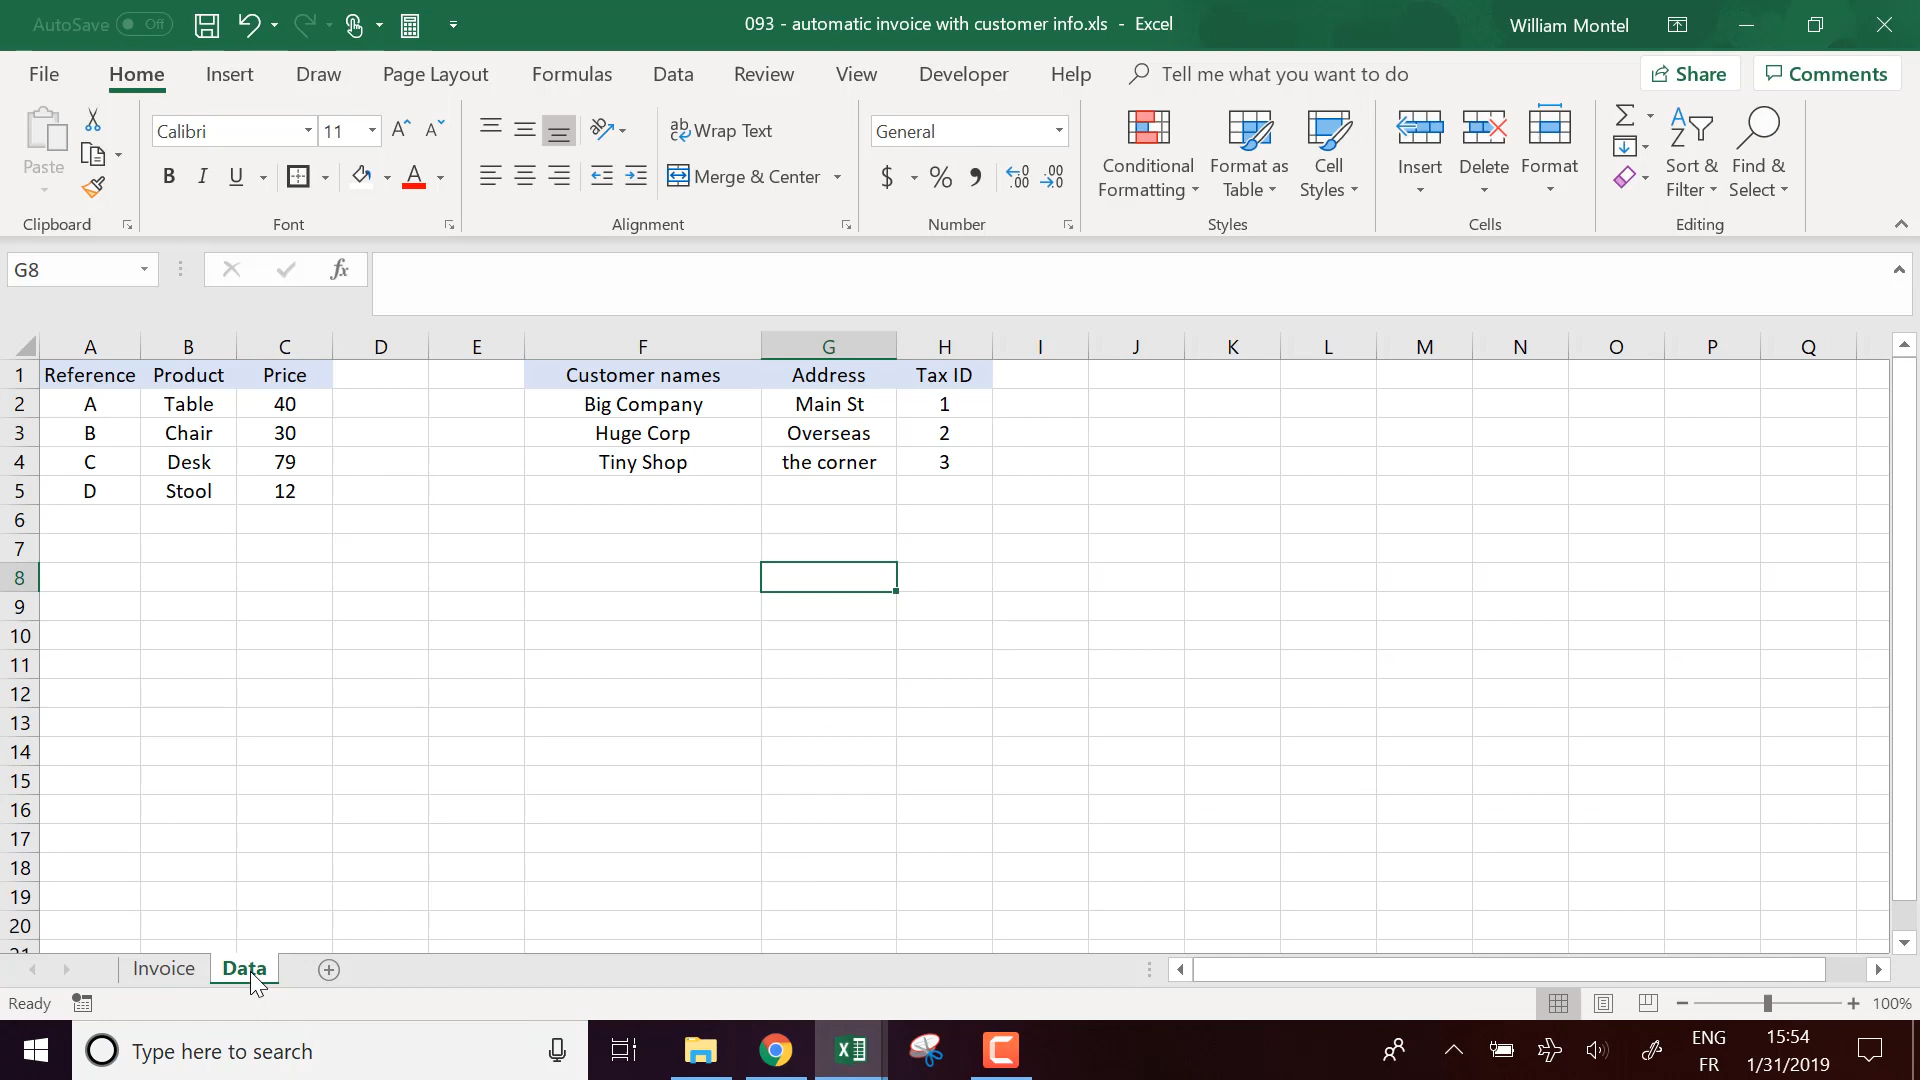 AutoSave Off 093 - automatic invoice with customer info.xls - Excel William Montel
File Home Insert Draw Page Layout Formulas Data Review View Developer Help Tell me what you want to do Share Comments
Paste
Clipboard
Calibri 11
B I U A
Font
ab Wrap Text
Merge & Center
Alignment
General
$ % ,
Number
Conditional Formatting
Format as Table
Cell Styles
Styles
Insert Delete Format
Cells
Sort & Filter
Find & Select
Editing
G8 fx
A B C D E F G H I J K L M N O P Q
1 Reference Product Price Customer names Address Tax ID
2 A Table 40 Big Company Main St 1
3 B Chair 30 Huge Corp Overseas 2
4 C Desk 79 Tiny Shop the corner 3
5 D Stool 12
6
7
8
9
10
11
12
13
14
15
16
17
18
19
20
21
Invoice Data
Ready 100%
Type here to search ENG 15:54
FR 1/31/2019